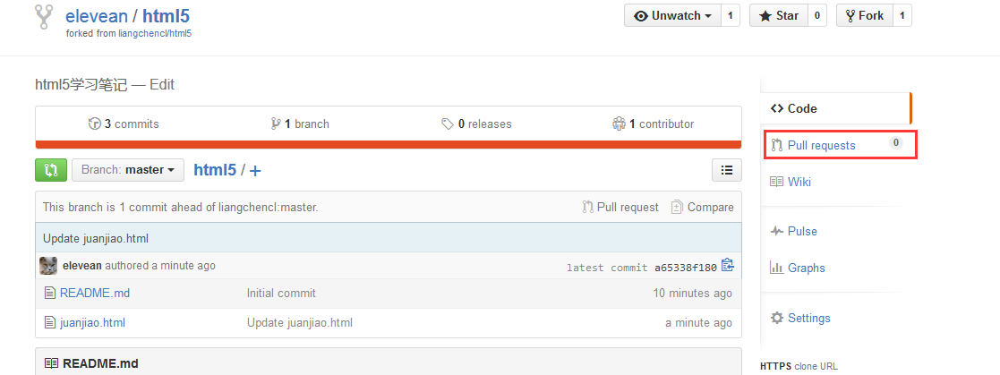 elevean / html5
forked from liangchencl/html5
Unwatch 1
Star 0
Fork 1
html5学习笔记 — Edit
3 commits
1 branch
0 releases
1 contributor
Branch: master
html5 / +
This branch is 1 commit ahead of liangchencl:master.
Pull request
Compare
Update juanjiao.html
elevean authored a minute ago
latest commit a65338f180
README.md Initial commit 10 minutes ago
juanjiao.html Update juanjiao.html a minute ago
README.md
Code
Pull requests 0
Wiki
Pulse
Graphs
Settings
HTTPS clone URL